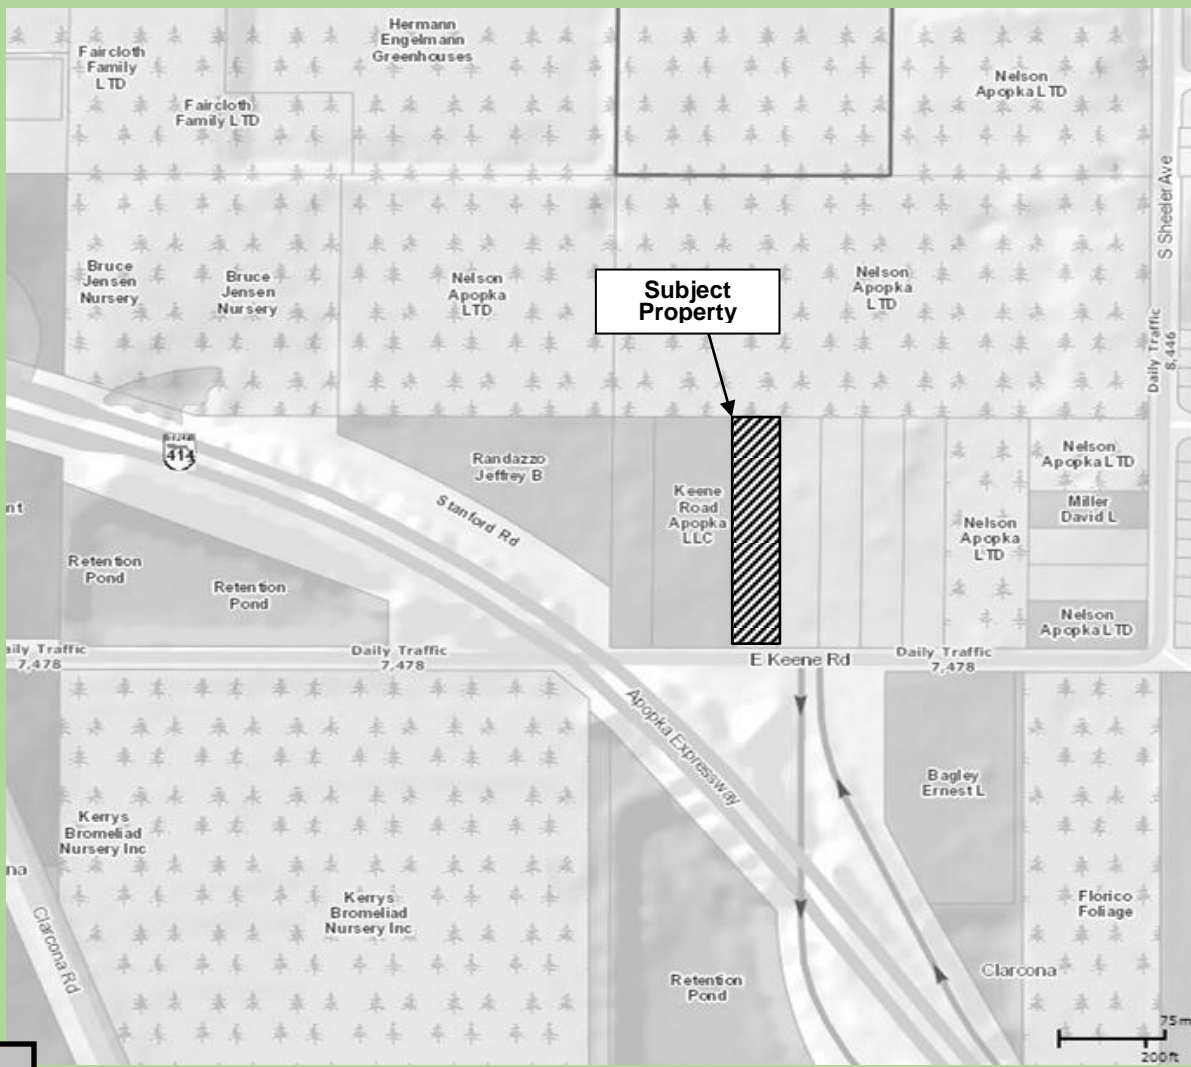 Hermann
Engelmann
Greenhouses
Faircloth
Family
LTD
Faircloth
Family LTD
Nelson
Apopka LTD
S Sheeler Ave
Bruce
Jensen
Nursery
Bruce
Jensen
Nursery
Nelson
Apopka
LTD
Subject
Property
Nelson
Apopka
LTD
Daily Traffic
8,446
414
Randazzo
Jeffrey B
Stanford Rd
Keene
Road
Apopka
LLC
Nelson
Apopka LTD
Miller
David L
Nelson
Apopka
LTD
Nelson
Apopka LTD
nt
Retention
Pond
Retention
Pond
aily Traffic
7,478
Daily Traffic
7,478
E Keene Rd
Daily Traffic
7,478
Apopka Expressway
Bagley
Ernest L
Kerrys
Bromeliad
Nursery Inc
na
Kerrys
Bromeliad
Nursery Inc
Florico
Foliage
Clarcona Rd
Retention
Pond
Clarcona
75m
200ft